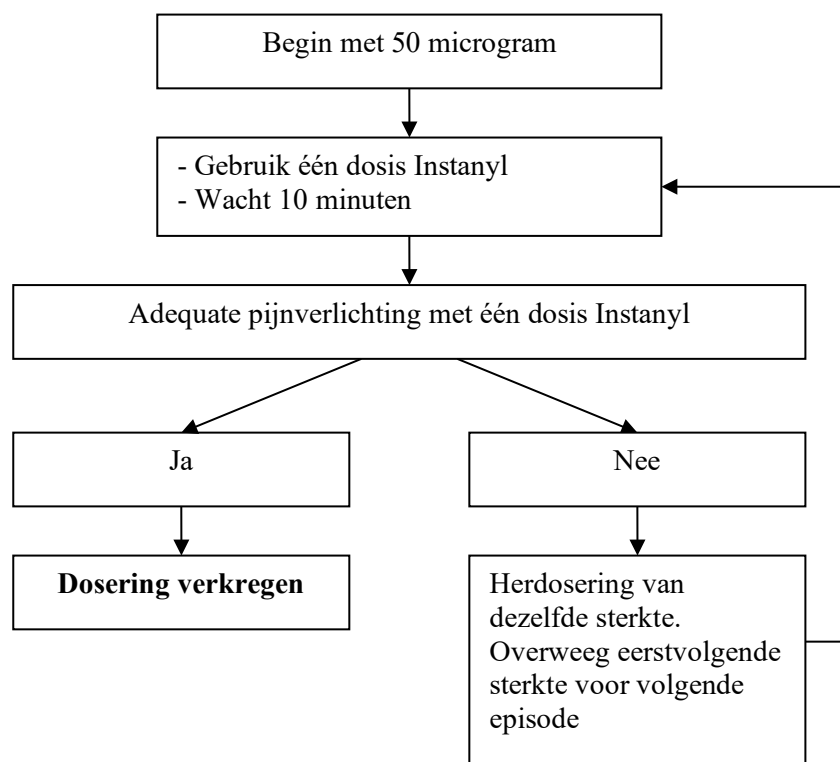 Begin met 50 microgram
- Gebruik één dosis Instanyl
- Wacht 10 minuten
Adequate pijnverlichting met één dosis Instanyl
Ja
Nee
Dosering verkregen
Herdosering van
dezelfde sterkte.
Overweeg eerstvolgende
sterkte voor volgende
episode